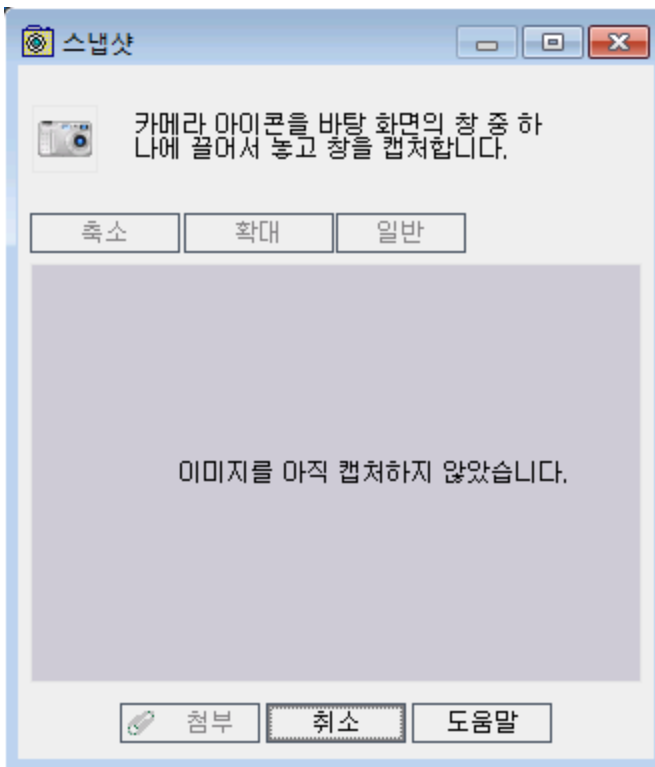 스냅샷
카메라 아이콘을 바탕 화면의 창 중 하
나에 끌어서 놓고 창을 캡처합니다.
축소 확대 일반
이미지를 아직 캡처하지 않았습니다.
첨부 취소 도움말